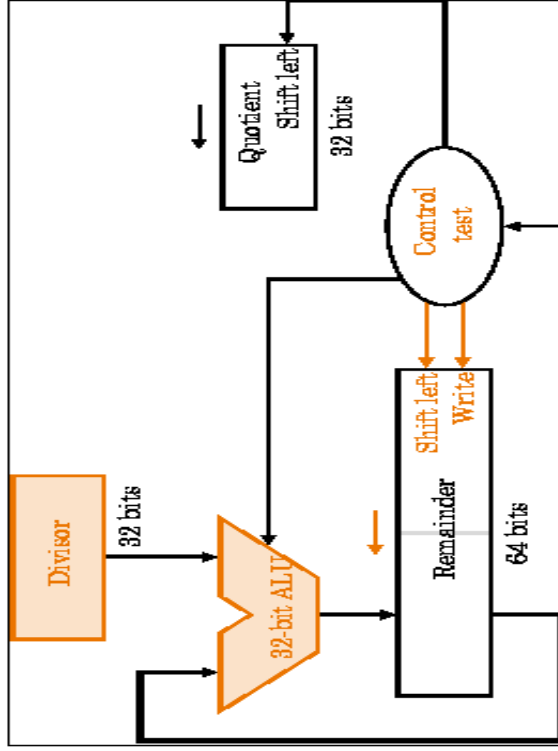 Divisor
32 bits
Quotient
Shift left
32 bits
32-bit ALU
Shift left
Remainder
Write
64 bits
Control
test